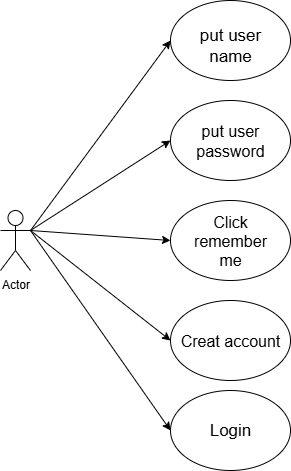 put user
name
put user
password
Click
remember
me
Actor
Creat account
Login